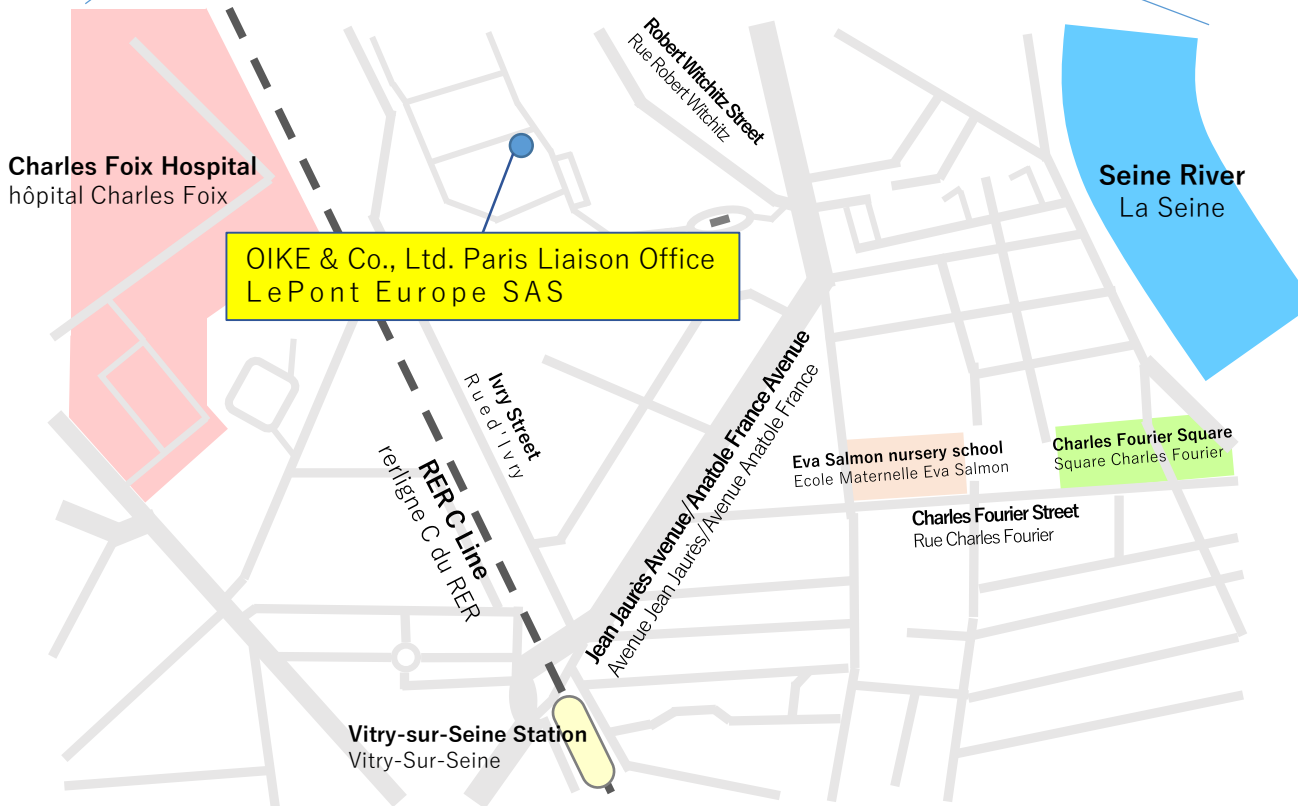 Robert Witchitz Street
Rue Robert Witchitz
Charles Foix Hospital
hôpital Charles Foix
Seine River
La Seine
OIKE & Co., Ltd. Paris Liaison Office
LePont Europe SAS
Ivry Street
Rue d'Ivry
RER C Line
rerligne C du RER
Jean Jaurès Avenue/Anatole France Avenue
Avenue Jean Jaurès/Avenue Anatole France
Eva Salmon nursery school
Ecole Maternelle Eva Salmon
Charles Fourier Square
Square Charles Fourier
Charles Fourier Street
Rue Charles Fourier
Vitry-sur-Seine Station
Vitry-Sur-Seine